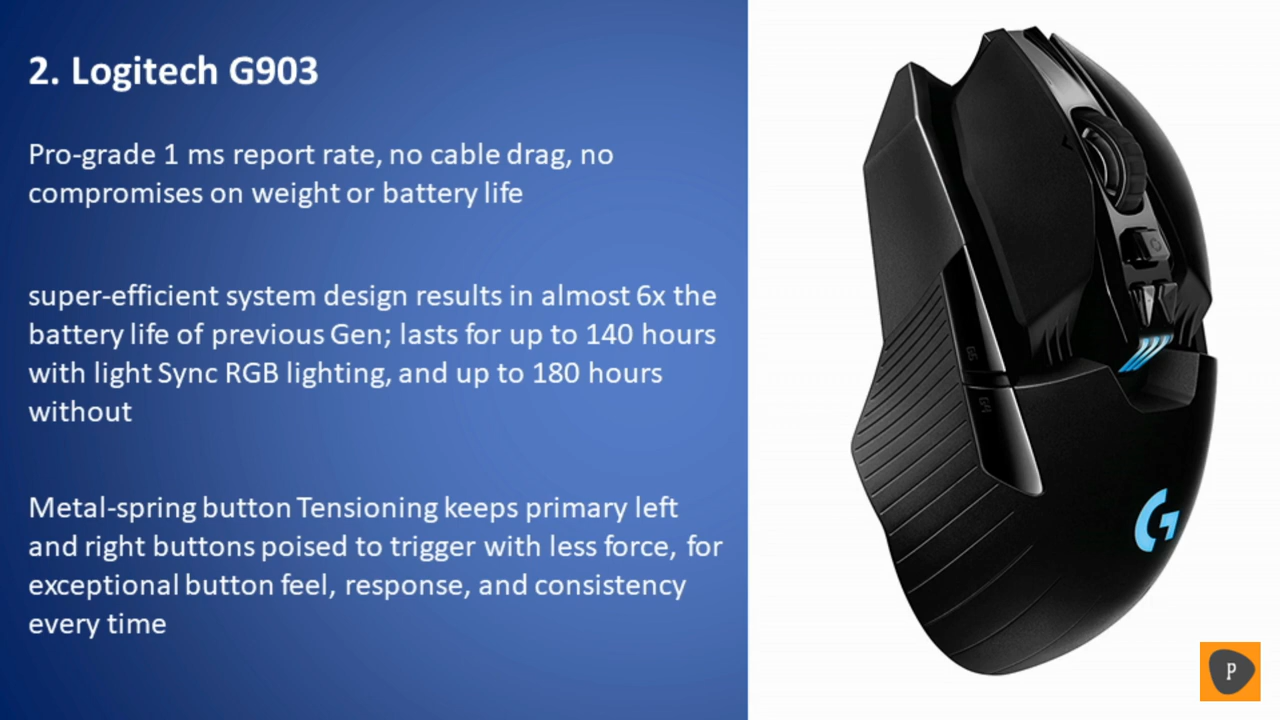 2. Logitech G903
Pro-grade 1 ms report rate, no cable drag, no
compromises on weight or battery life
super-efficient system design results in almost 6x the
battery life of previous Gen; lasts for up to 140 hours
with light Sync RGB lighting, and up to 180 hours
without
Metal-spring button Tensioning keeps primary left
and right buttons poised to trigger with less force, for
exceptional button feel, response, and consistency
every time
G5
G4
G
P